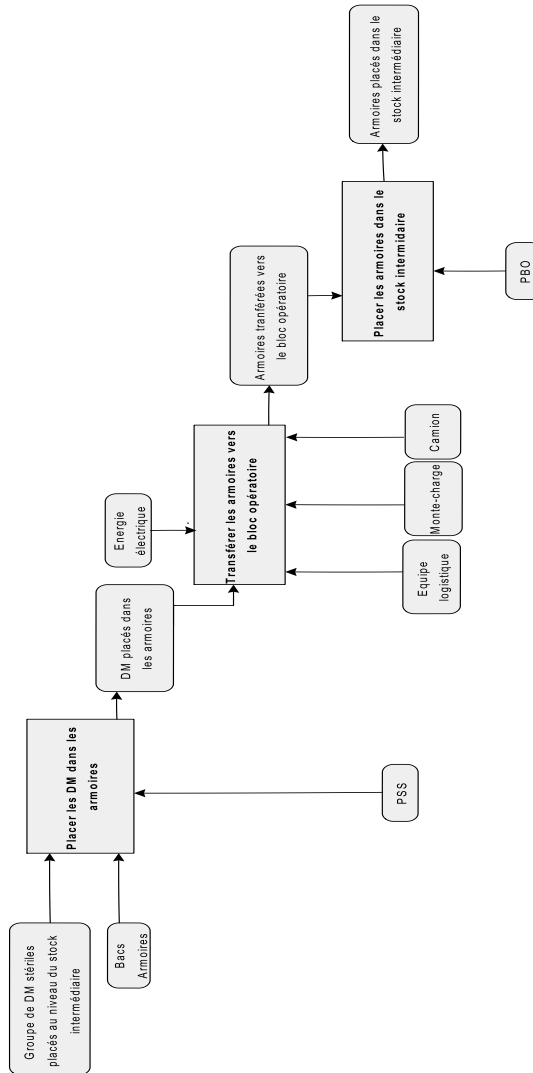 Groupe de DM stériles
placés au niveau du stock
intermédiaire
Bacs
Armoires
Placer les DM dans les
armoires
PSS
DM placés dans
les armoires
Energie
électrique
Transférer les armoires vers
le bloc opératoire
Equipe
logistique
Monte-charge
Camion
Armoires tranférées vers
le bloc opératoire
Placer les armoires dans le
stock intermidaire
PBO
Armoires placés dans le
stock intermédiaire